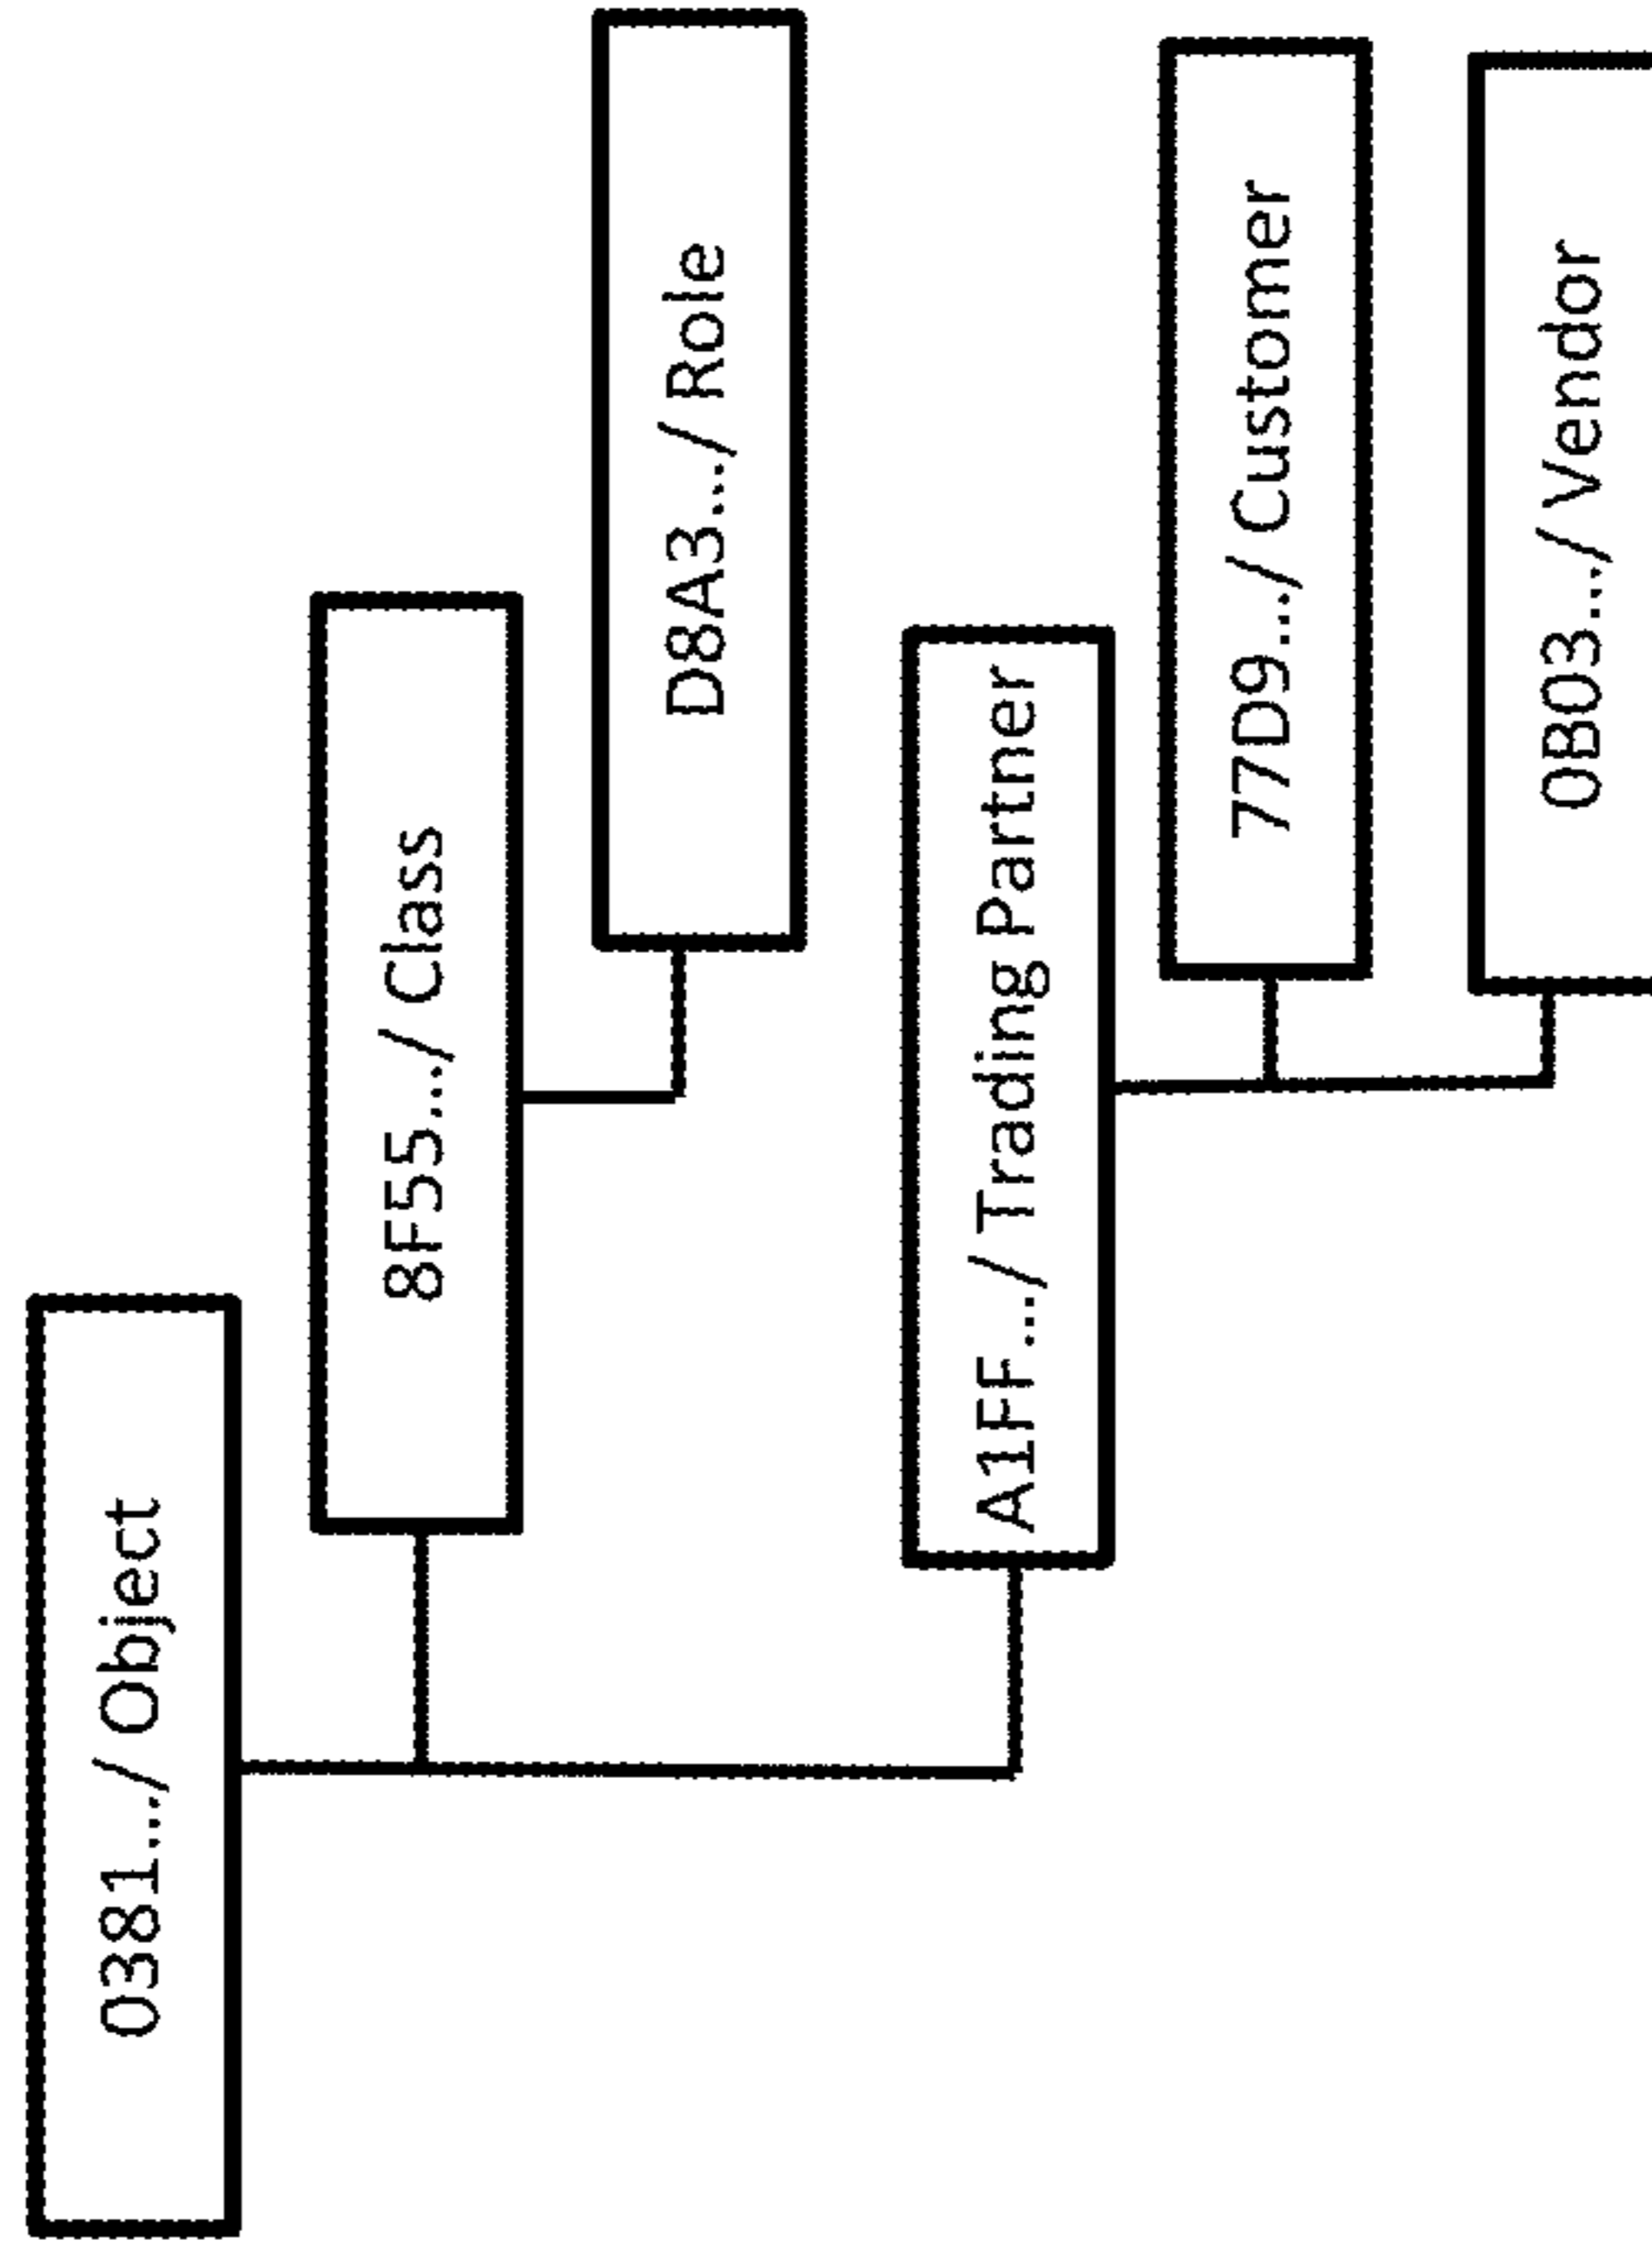 0381.../ Object
8F55.../ Class
D8A3.../ Role
A1FF.../ Trading Partner
77D9.../ Customer
0B03.../ Vendor